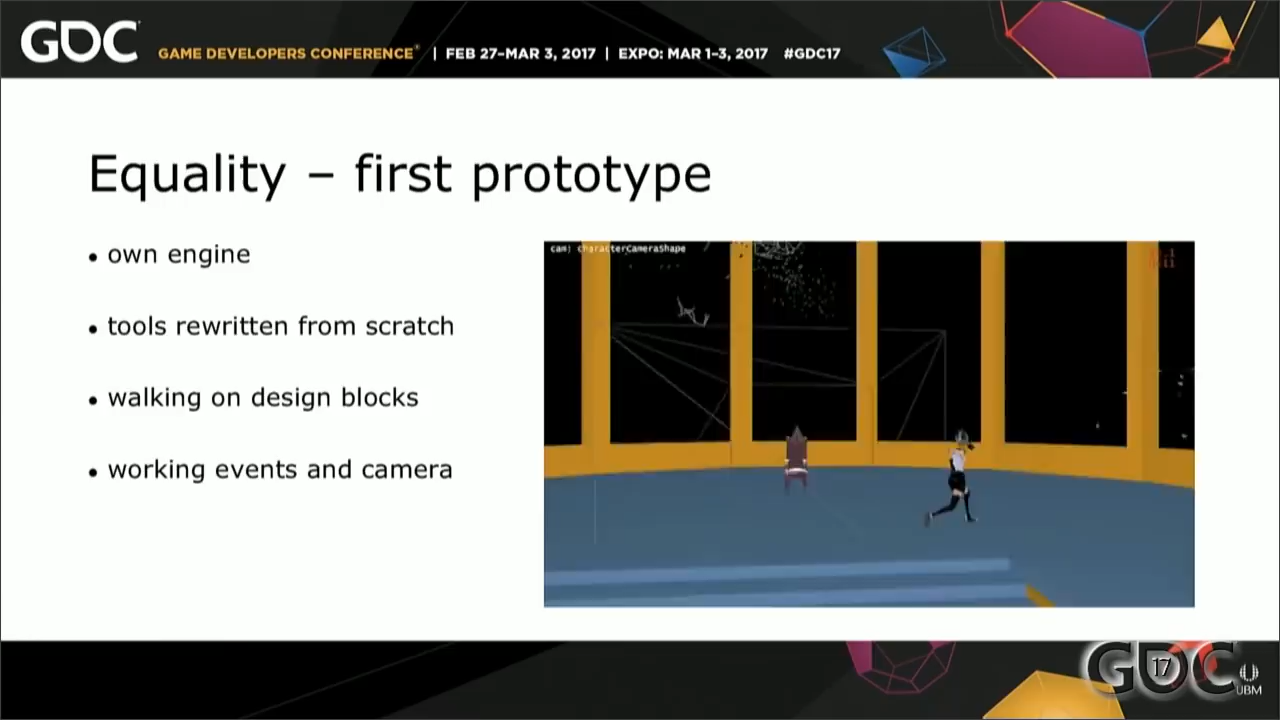 GDC GAME DEVELOPERS CONFERENCE® | FEB 27–MAR 3, 2017 | EXPO: MAR 1–3, 2017 #GDC17
Equality – first prototype
• own engine
• tools rewritten from scratch
• walking on design blocks
• working events and camera
cam: characterCameraShape
GDC 17
UBM